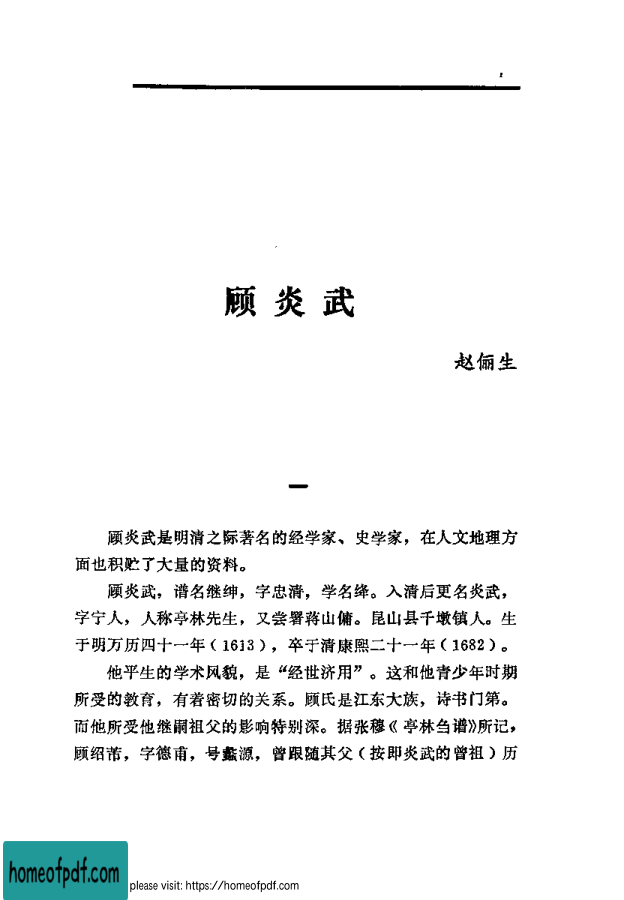 顾炎武
赵俪生
一
顾炎武是明清之际著名的经学家、史学家，在人文地理方
面也积贮了大量的资料。
顾炎武，谱名继绅，字忠清，学名绛。入清后更名炎武，
字宁人，人称亭林先生，又尝署蒋山傭。昆山县千墩镇人。生
于明万历四十一年（1613），卒于清康熙二十一年（1682）。
他平生的学术风貌，是“经世济用”。这和他青少年时期
所受的教育，有着密切的关系。顾氏是江东大族，诗书门第。
而他所受他继嗣祖父的影响特别深。据张穆《亭林 谱》所记，
顾绍芾，字德甫，号蠡源，曾跟随其父（按即炎武的曾祖）历
homeofpdf.com
please visit: https://homeofpdf.com